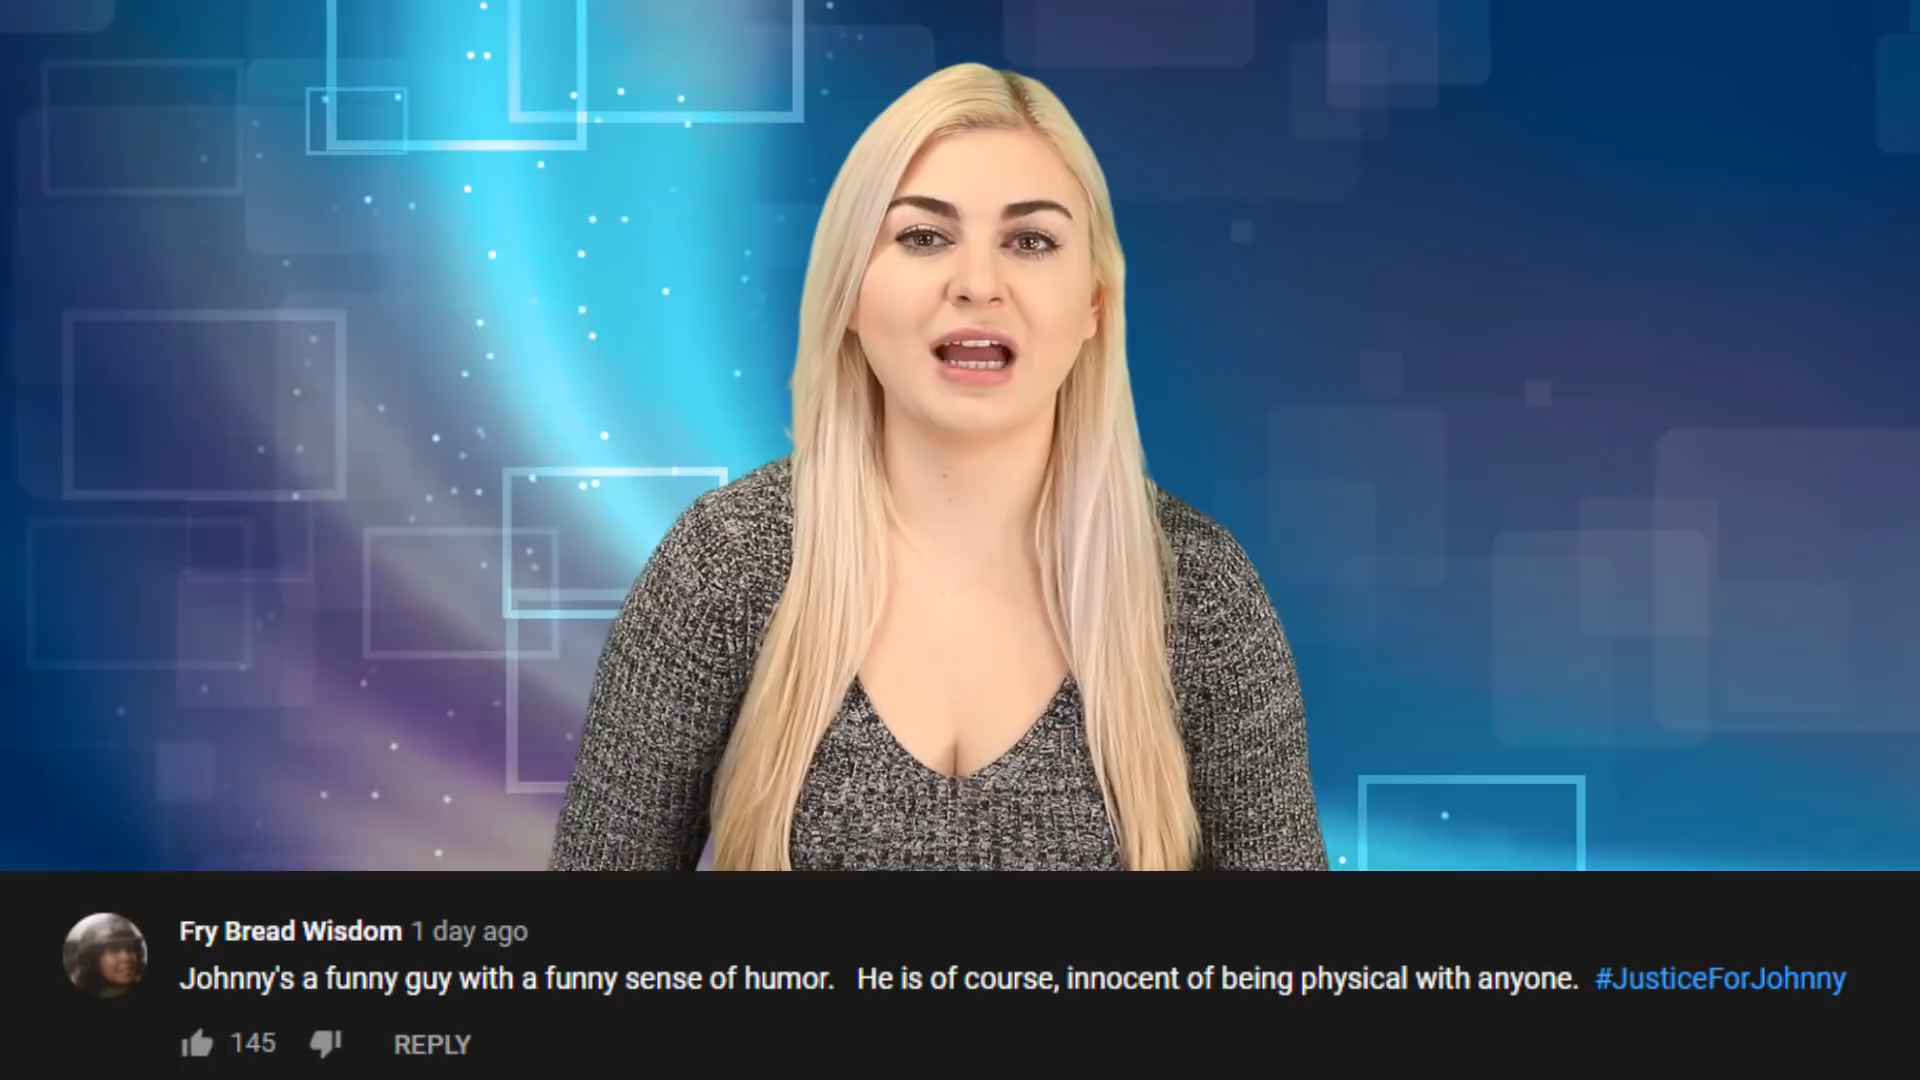 Fry Bread Wisdom 1 day ago
Johnny's a funny guy with a funny sense of humor. He is of course, innocent of being physical with anyone. #JusticeForJohnny
145 REPLY